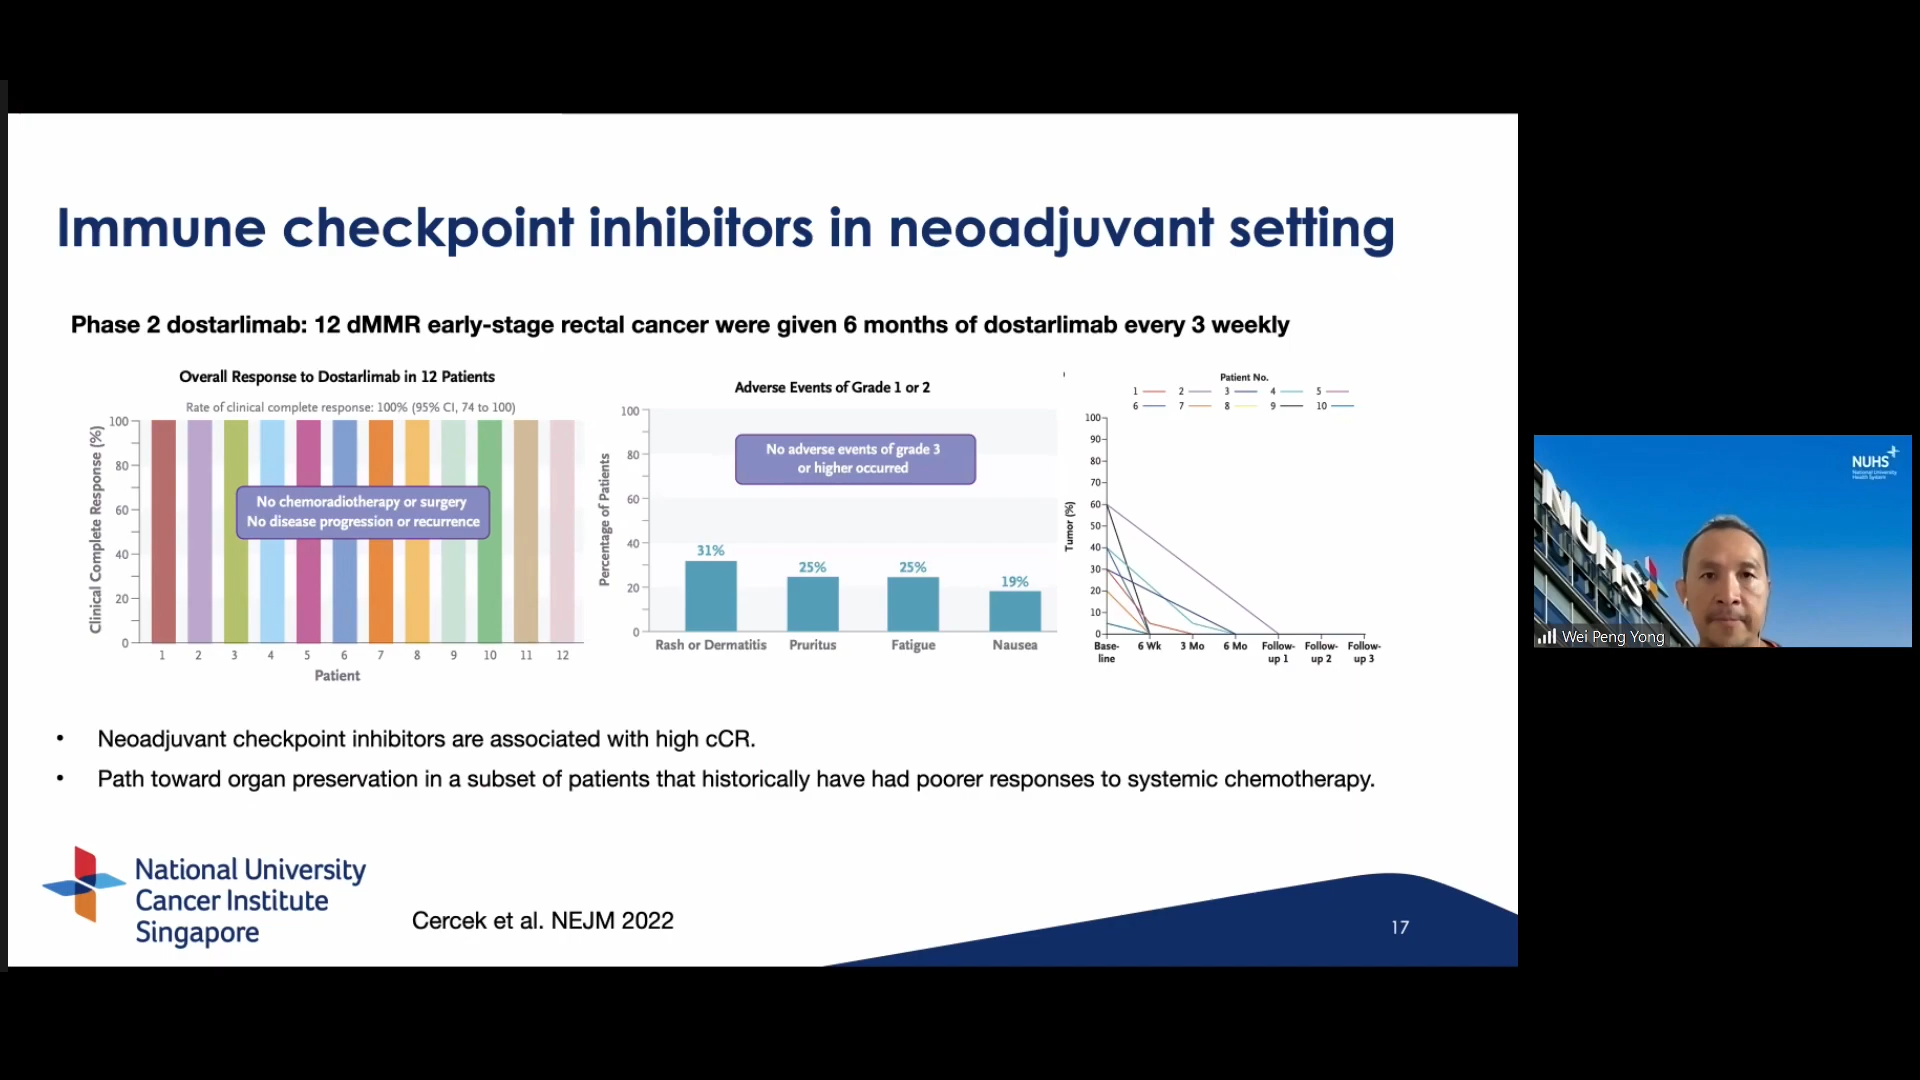 Immune checkpoint inhibitors in neoadjuvant setting
Phase 2 dostarlimab: 12 dMMR early-stage rectal cancer were given 6 months of dostarlimab every 3 weekly
Overall Response to Dostarlimab in 12 Patients
Rate of clinical complete response: 100% (95% CI, 74 to 100)
Clinical Complete Response (%)
100
80
60
40
20
0
No chemoradiotherapy or surgery
No disease progression or recurrence
1 2 3 4 5 6 7 8 9 10 11 12
Patient
Adverse Events of Grade 1 or 2
Percentage of Patients
100
80
60
40
20
0
No adverse events of grade 3
or higher occurred
31% 25% 25% 19%
Rash or Dermatitis Pruritus Fatigue Nausea
Patient No.
1 2 3 4 5
6 7 8 9 10
Tumor (%)
100
90
80
70
60
50
40
30
20
10
0
Base- 6 Wk 3 Mo 6 Mo Follow- Follow- Follow-
line up 1 up 2 up 3
• Neoadjuvant checkpoint inhibitors are associated with high cCR.
• Path toward organ preservation in a subset of patients that historically have had poorer responses to systemic chemotherapy.
National University
Cancer Institute
Singapore
Cercek et al. NEJM 2022
17
NUHS
National University
Health System
NUHS
Wei Peng Yong